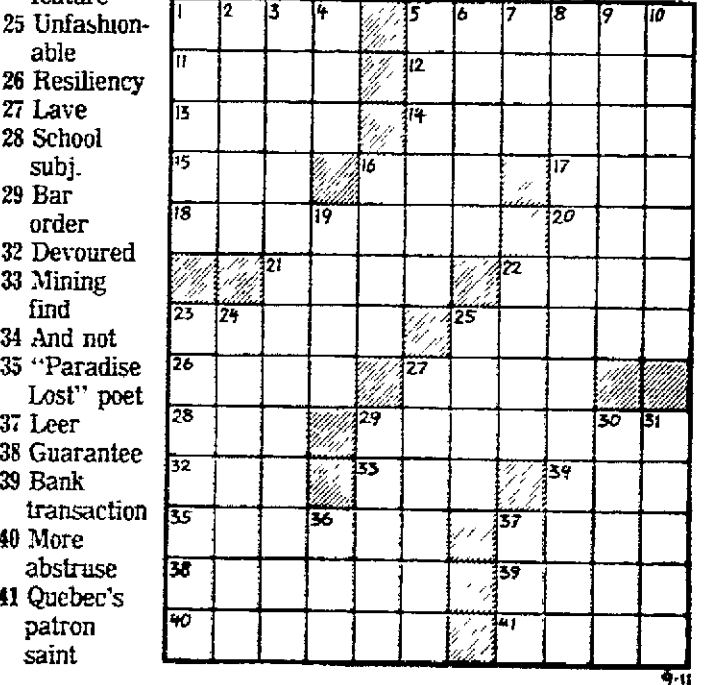 feature
25 Unfashion-
able
26 Resiliency
27 Lave
28 School
subj.
29 Bar
order
32 Devoured
33 Mining
find
34 And not
35 "Paradise
Lost" poet
37 Leer
38 Guarantee
39 Bank
transaction
40 More
abstruse
41 Quebec's
patron
saint
1 2 3 4 5 6 7 8 9 10
11 12
13 14
15 16 17
18 19 20
21 22
23 24 25
26 27
28 29 30 31
32 33 34
35 36 37
38 39
40 41
9-11